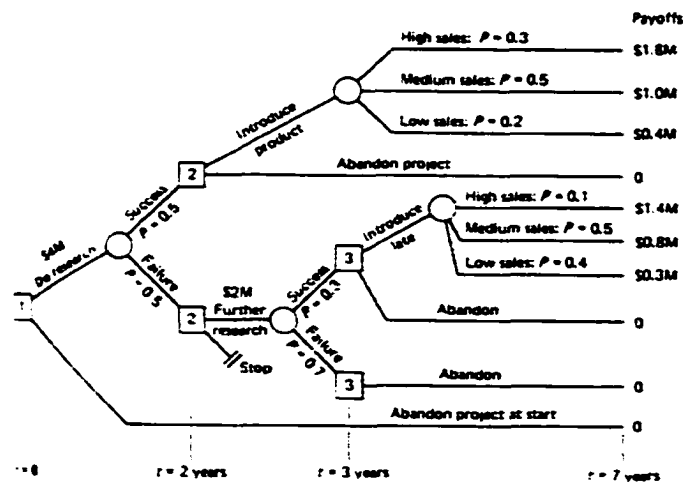 Payoffs
High sales: P = 0.3
$1.8M
Medium sales: P = 0.5
$1.0M
Introduce
product
Low sales: P = 0.2
$0.4M
2
Abandon project
0
Success
P = 0.5
High sales: P = 0.1
$1.4M
Introduce
late
Medium sales: P = 0.5
$0.8M
$4M
Do research
Low sales: P = 0.4
$0.3M
3
Success
P = 0.3
Failure
P = 0.5
$2M
Further
research
1
2
Abandon
0
Stop
Failure
P = 0.7
3
Abandon
0
Abandon project at start
0
t = 2 years
t = 3 years
t = 7 years